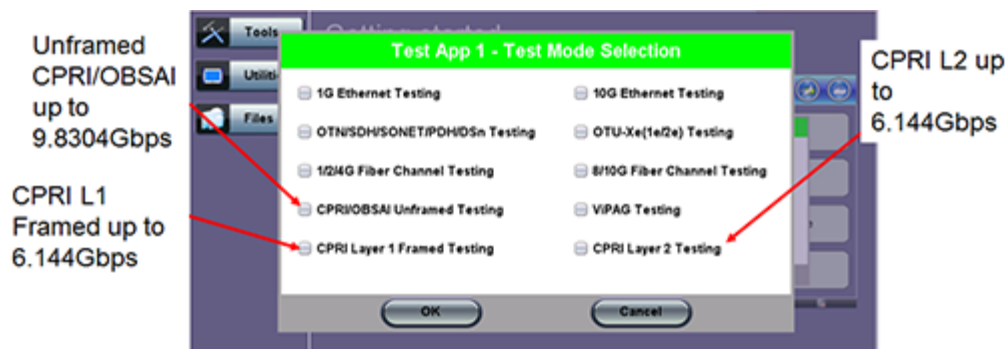 Unframed
CPRI/OBSAI
up to
9.8304Gbps
CPRI L1
Framed up to
6.144Gbps
Tools
Files
Test App 1 - Test Mode Selection
1G Ethernet Testing
10G Ethernet Testing
OTN/SDH/SONET/PDH/DSn Testing
OTU-Xe(1e/2e) Testing
1/2/4G Fiber Channel Testing
8/10G Fiber Channel Testing
CPRI/OBSAI Unframed Testing
ViPAG Testing
CPRI Layer 1 Framed Testing
CPRI Layer 2 Testing
OK
Cancel
CPRI L2 up
to
6.144Gbps